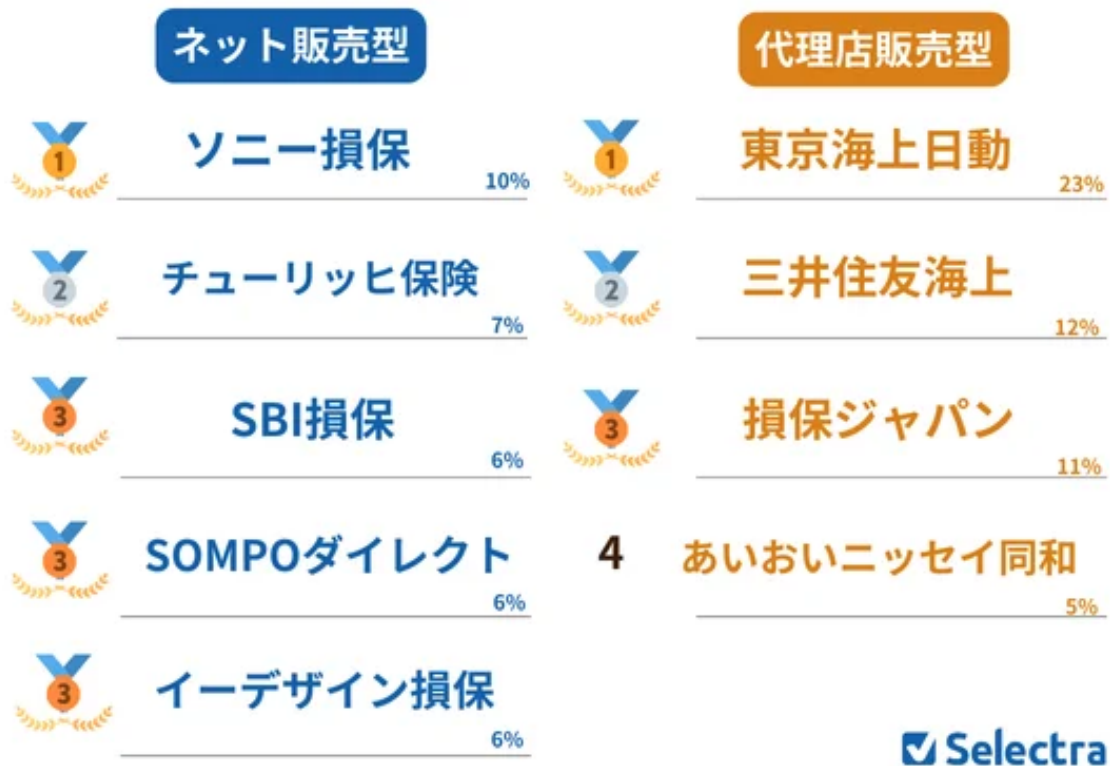 ネット販売型
1
ソニー損保
10%
2
チューリッヒ保険
7%
3
SBI損保
6%
3
SOMPOダイレクト
6%
3
イーデザイン損保
6%
代理店販売型
1
東京海上日動
23%
2
三井住友海上
12%
3
損保ジャパン
11%
4
あいおいニッセイ同和
5%
Selectra